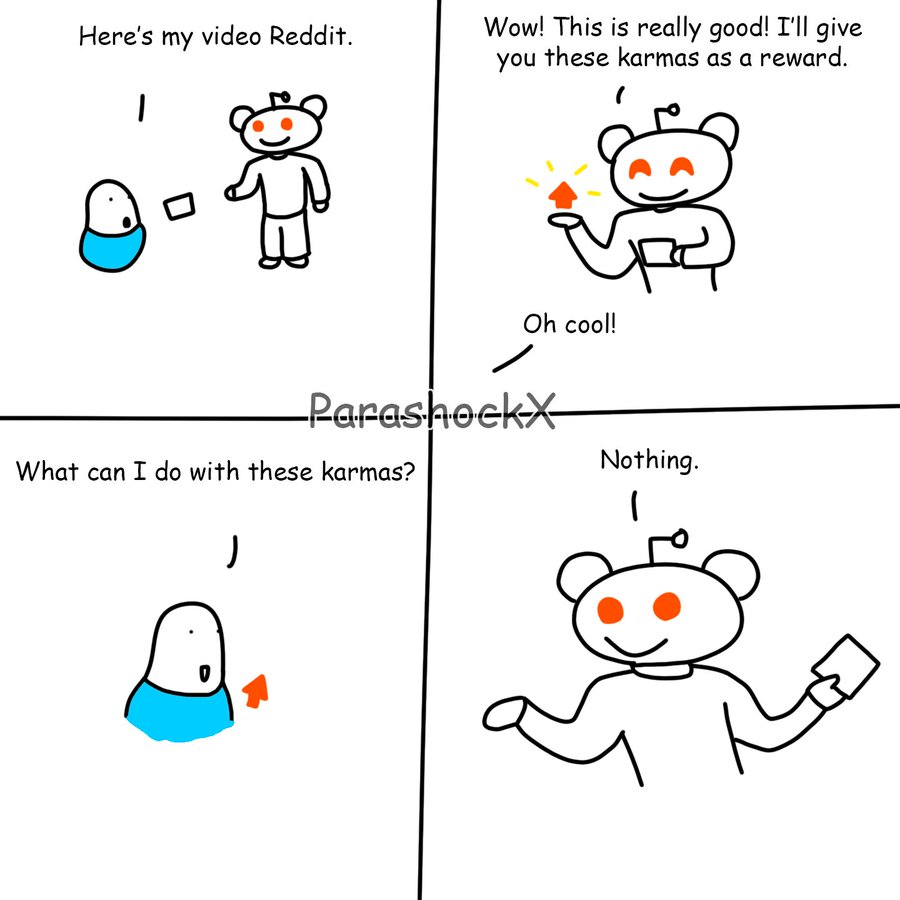 Here's my video Reddit.
Wow! This is really good! I'll give
you these karmas as a reward.
Oh cool!
ParashockX
What can I do with these karmas?
Nothing.